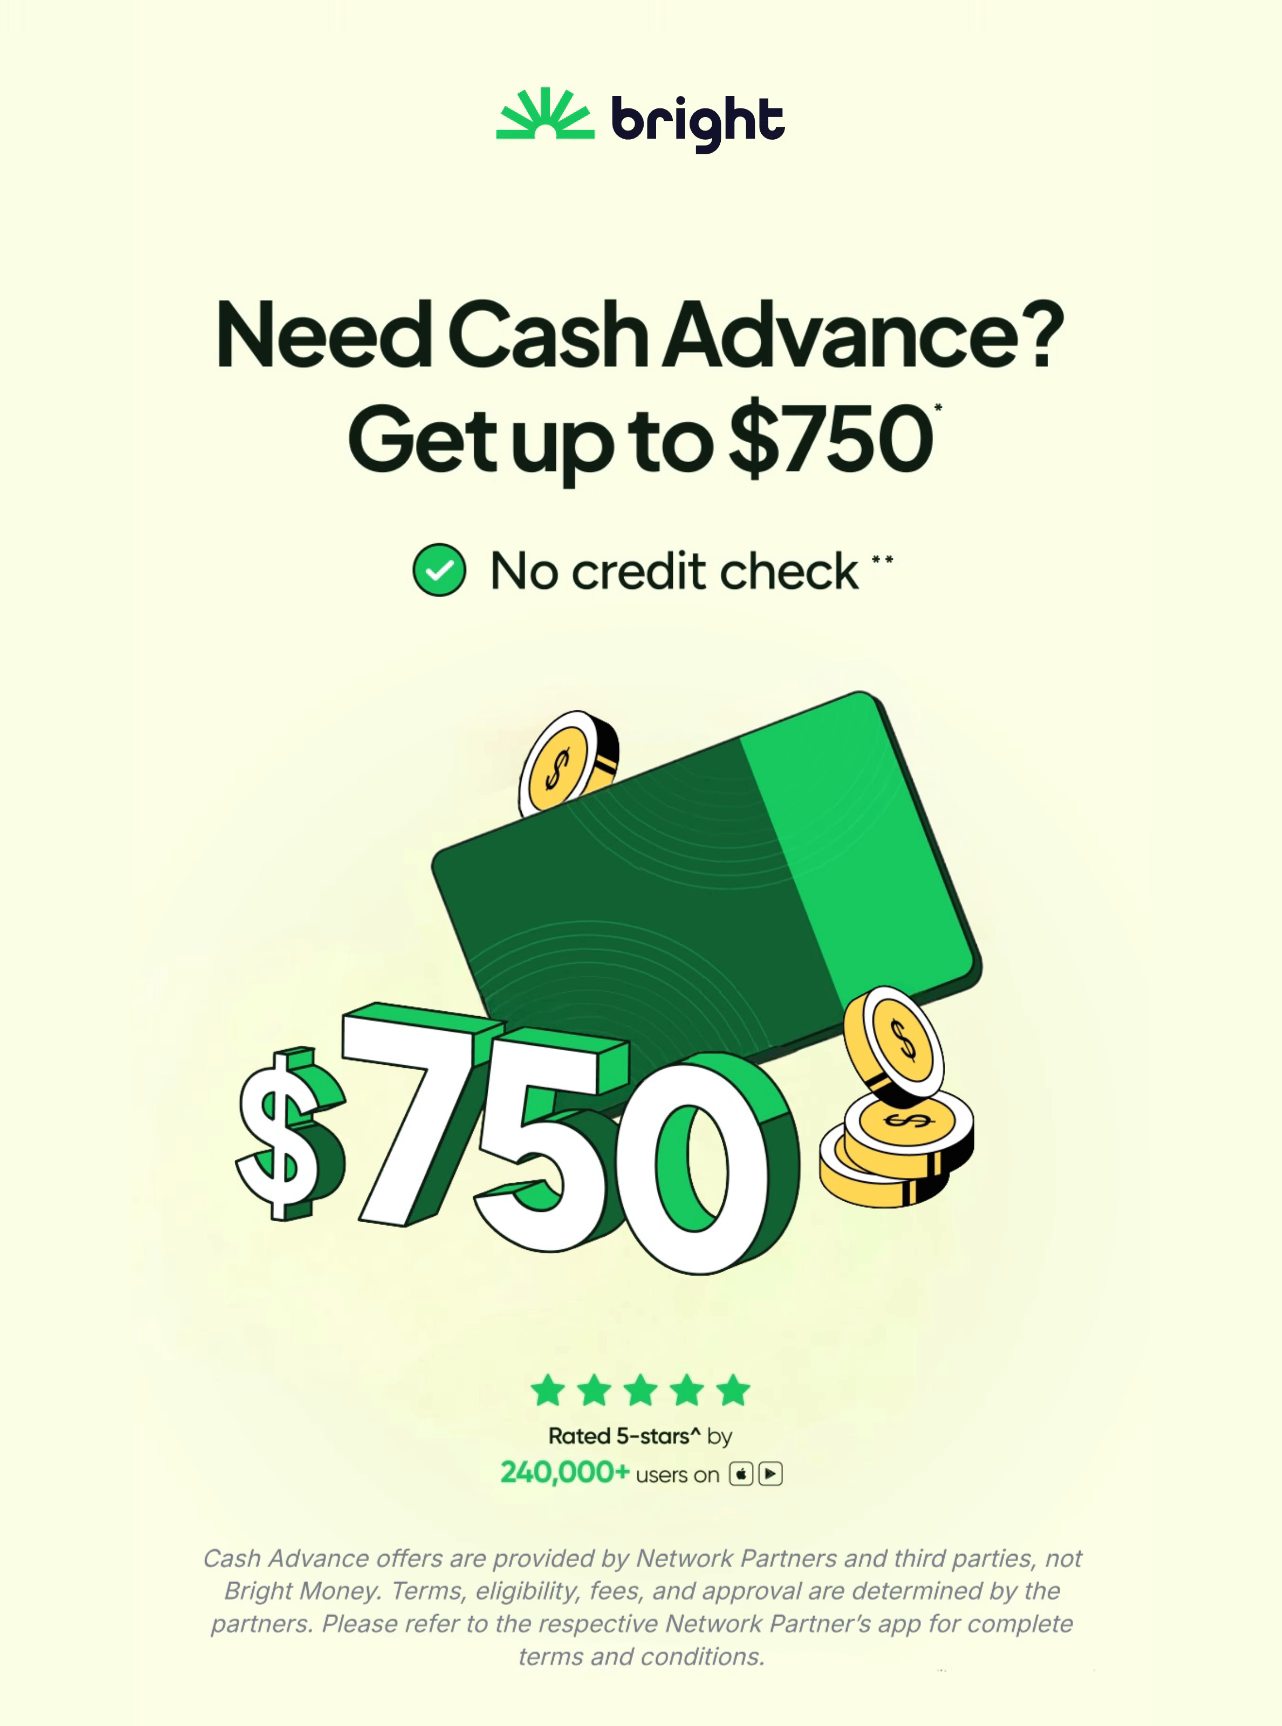 bright
Need Cash Advance?
Get up to $750*
No credit check **
$
$750
$
$
Rated 5-stars^ by
240,000+ users on
Cash Advance offers are provided by Network Partners and third parties, not
Bright Money. Terms, eligibility, fees, and approval are determined by the
partners. Please refer to the respective Network Partner’s app for complete
terms and conditions.